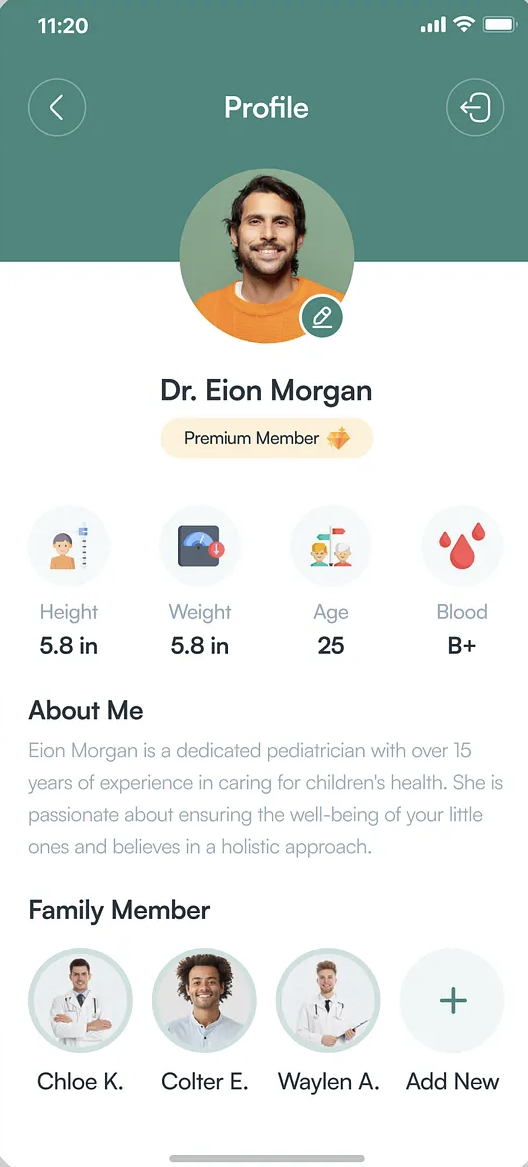 11:20
Profile
Dr. Eion Morgan
Premium Member
Height Weight Age Blood
5.8 in 5.8 in 25 B+
About Me
Eion Morgan is a dedicated pediatrician with over 15
years of experience in caring for children's health. She is
passionate about ensuring the well-being of your little
ones and believes in a holistic approach.
Family Member
Chloe K. Colter E. Waylen A. Add New